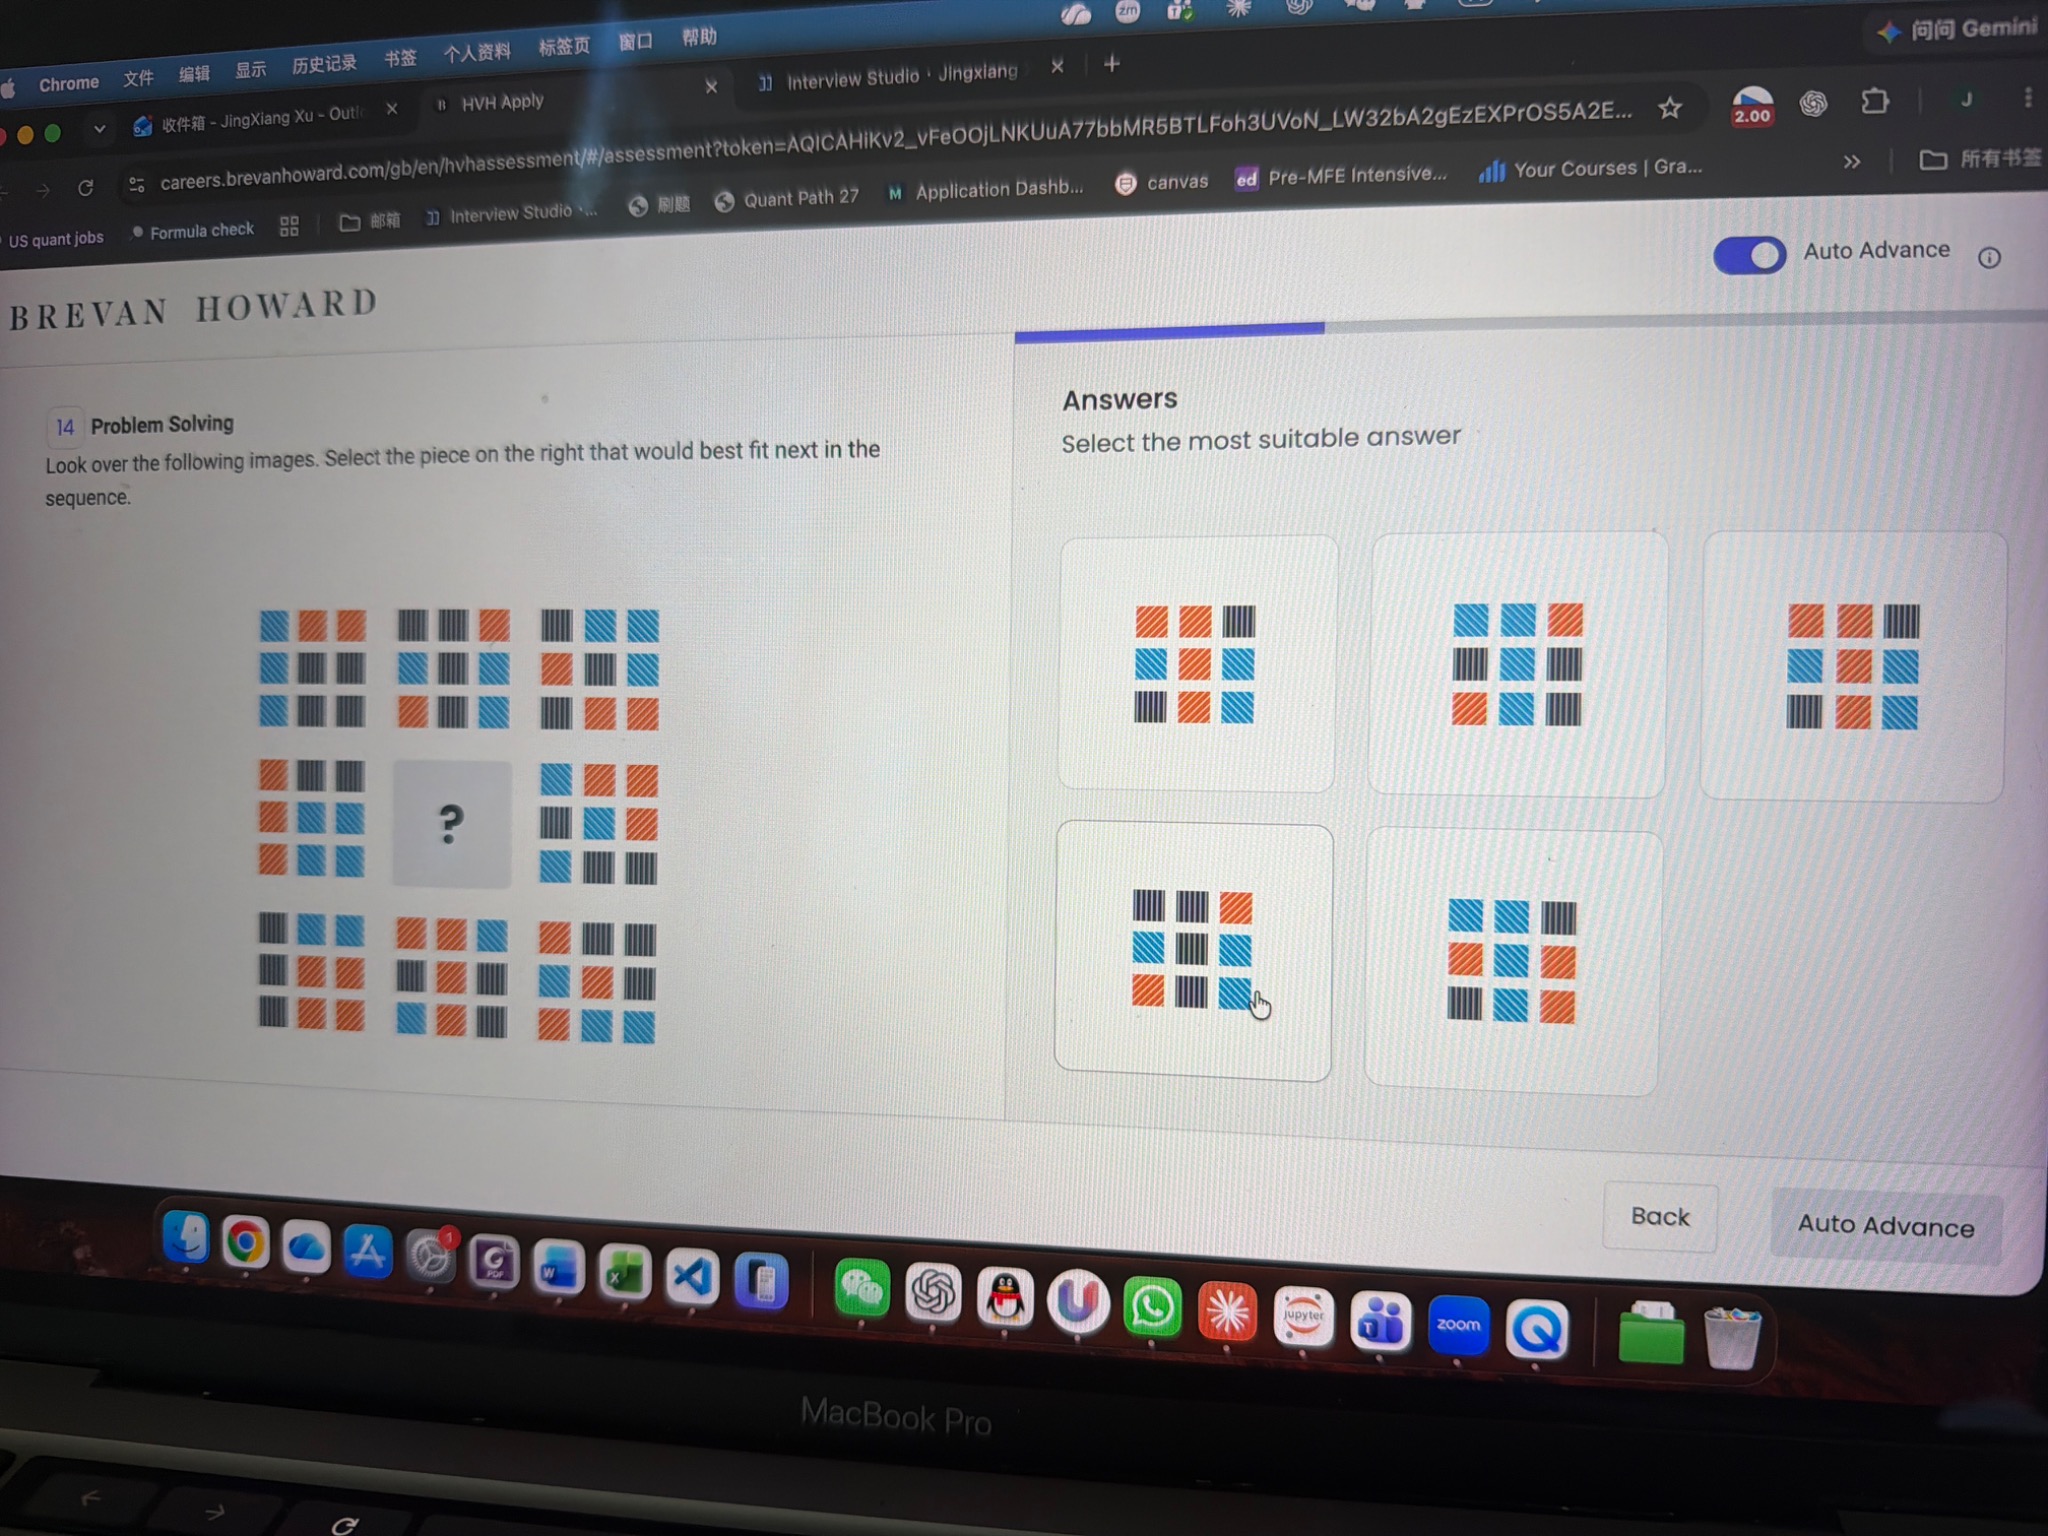 Chrome 文件 编辑 显示 历史记录 书签 个人资料 标签页 窗口 帮助
zm
问问 Gemini
收件箱 – JingXiang Xu – Outl
HVH Apply
Interview Studio · Jingxiang
careers.brevanhoward.com/gb/en/hvhassessment/#/assessment?token=AQICAHiKv2_vFeOOjLNKUuA77bbMR5BTLFoh3UVoN_LW32bA2gEzEXPrOS5A2E...
2.00
J
US quant jobs
Formula check
邮箱
Interview Studio ·...
刷题
Quant Path 27
M Application Dashb...
canvas
ed Pre-MFE Intensive...
Your Courses | Gra...
所有书签
BREVAN HOWARD
Auto Advance
14 Problem Solving
Look over the following images. Select the piece on the right that would best fit next in the
sequence.
?
Answers
Select the most suitable answer
Back
Auto Advance
1
PDF
W
X
jupyter
T
zoom
MacBook Pro